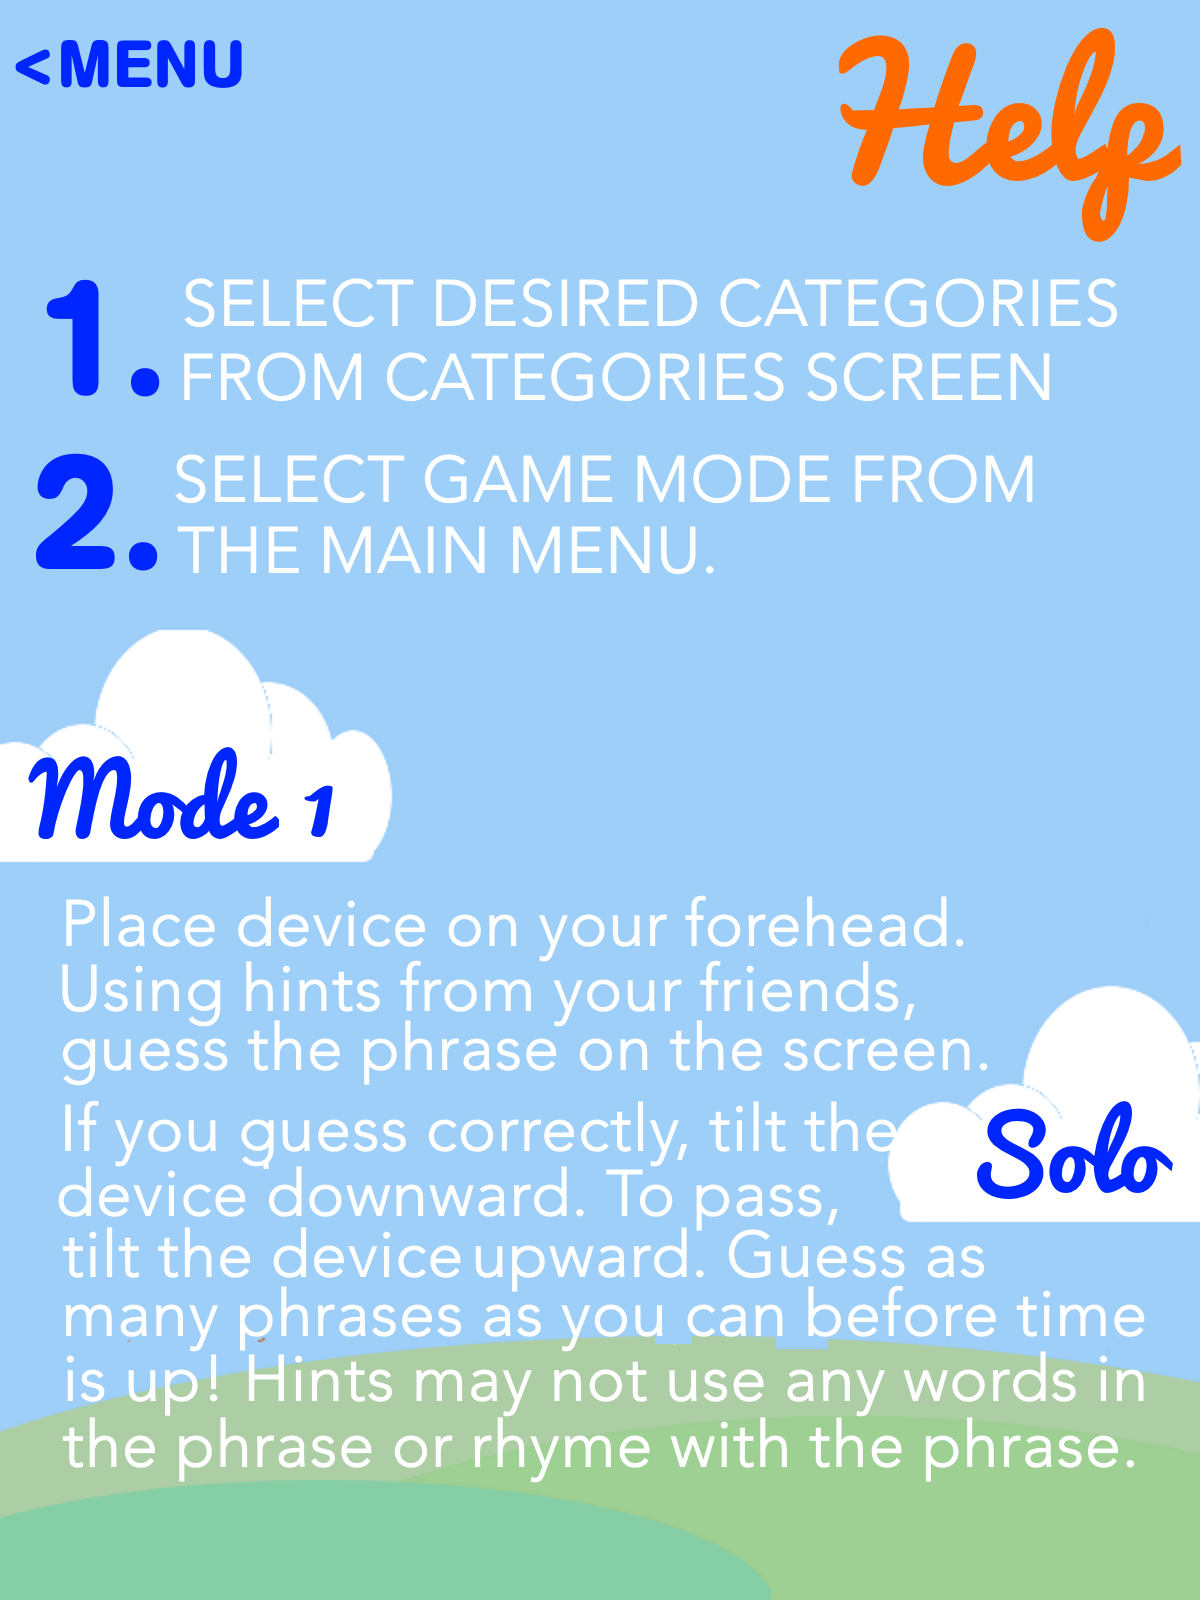 <MENU
Help
1. SELECT DESIRED CATEGORIES
FROM CATEGORIES SCREEN
2. SELECT GAME MODE FROM
THE MAIN MENU.
Mode 1
Place device on your forehead.
Using hints from your friends,
guess the phrase on the screen.
Solo
If you guess correctly, tilt the
device downward. To pass,
tilt the device upward. Guess as
many phrases as you can before time
is up! Hints may not use any words in
the phrase or rhyme with the phrase.